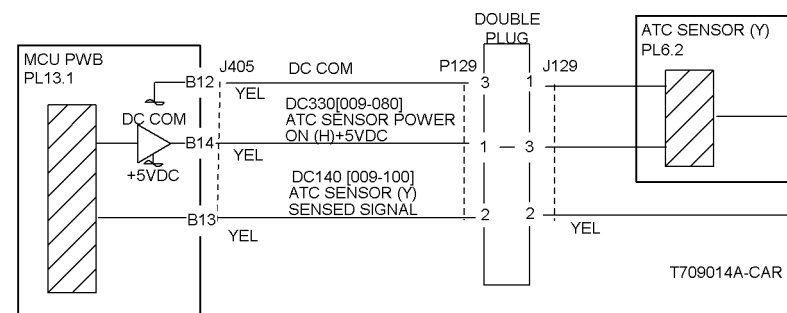 DOUBLE
PLUG
ATC SENSOR (Y)
PL6.2
MCU PWB
PL13.1
J405
DC COM
P129
J129
B12
YEL
3
1
DC COM
DC330[009-080]
ATC SENSOR POWER
ON (H)+5VDC
B14
YEL
1
3
+5VDC
DC140 [009-100]
ATC SENSOR (Y)
SENSED SIGNAL
B13
YEL
2
2
YEL
T709014A-CAR